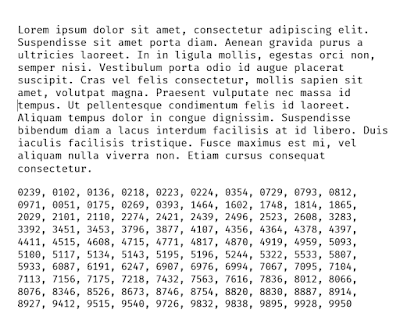 Lorem ipsum dolor sit amet, consectetur adipiscing elit.
Suspendisse sit amet porta diam. Aenean gravida purus a
ultricies laoreet. In in ligula mollis, egestas orci non,
semper nisi. Vestibulum porta odio id augue placerat
suscipit. Cras vel felis consectetur, mollis sapien sit
amet, volutpat magna. Praesent vulputate nec massa id
tempus. Ut pellentesque condimentum felis id laoreet.
Aliquam tempus dolor in congue dignissim. Suspendisse
bibendum diam a lacus interdum facilisis at id libero. Duis
iaculis facilisis tristique. Fusce maximus est mi, vel
aliquam nulla viverra non. Etiam cursus consequat
consectetur.
0239, 0102, 0136, 0218, 0223, 0224, 0354, 0729, 0793, 0812,
0971, 0051, 0175, 0269, 0393, 1464, 1602, 1748, 1814, 1865,
2029, 2101, 2110, 2274, 2421, 2439, 2496, 2523, 2608, 3283,
3392, 3451, 3453, 3796, 3877, 4107, 4356, 4364, 4378, 4397,
4411, 4515, 4608, 4715, 4771, 4817, 4870, 4919, 4959, 5093,
5100, 5117, 5134, 5143, 5195, 5196, 5244, 5322, 5533, 5807,
5933, 6087, 6191, 6247, 6907, 6976, 6994, 7067, 7095, 7104,
7113, 7156, 7175, 7218, 7432, 7563, 7616, 7836, 8012, 8066,
8076, 8346, 8526, 8673, 8746, 8754, 8820, 8830, 8887, 8914,
8927, 9412, 9515, 9540, 9726, 9832, 9838, 9895, 9928, 9950